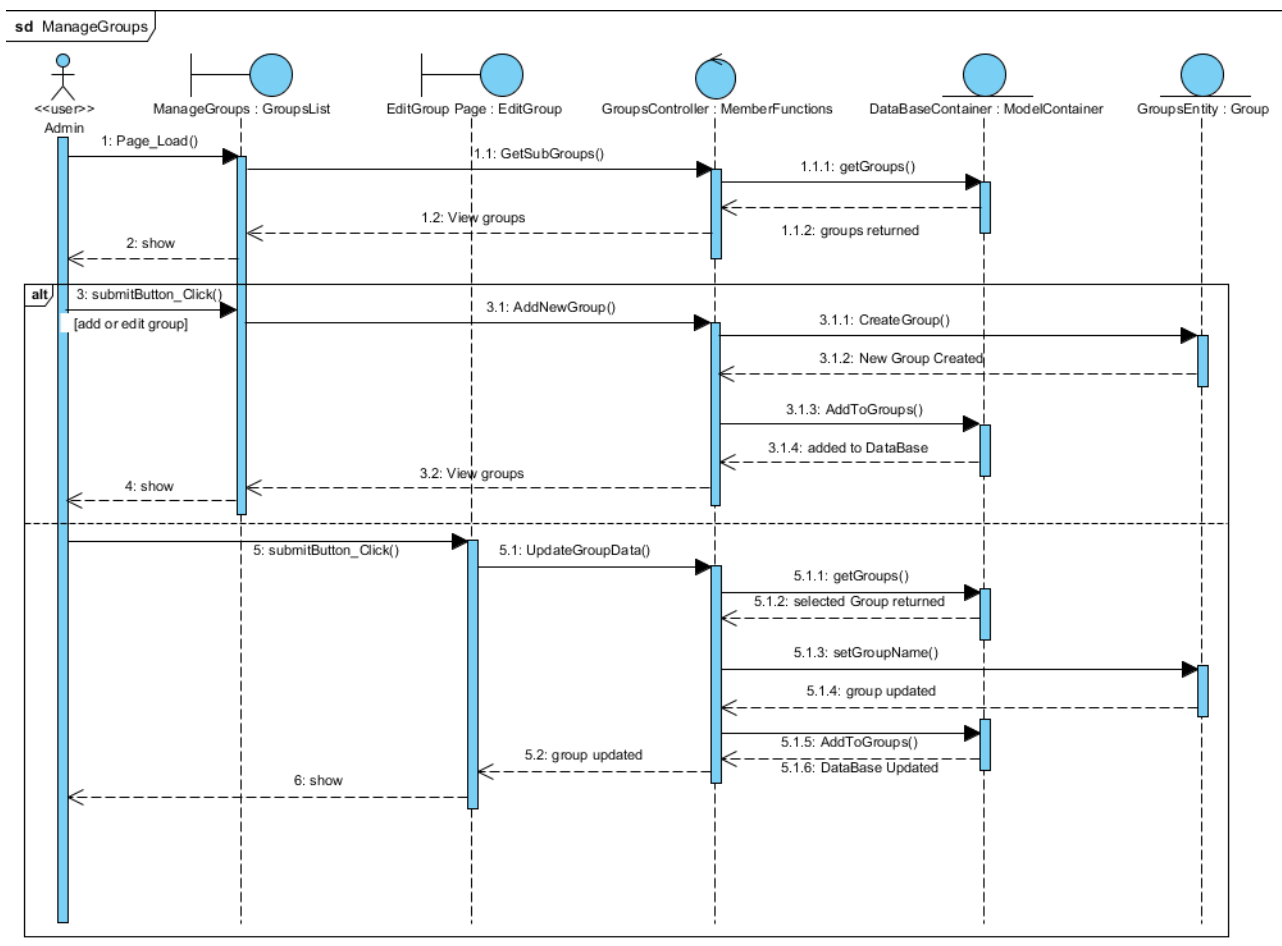 sd ManageGroups
<<user>>
Admin
ManageGroups : GroupsList
EditGroup Page : EditGroup
GroupsController : MemberFunctions
DataBaseContainer : ModelContainer
GroupsEntity : Group
1: Page_Load()
1.1: GetSubGroups()
1.1.1: getGroups()
1.1.2: groups returned
1.2: View groups
2: show
alt
3: submitButton_Click()
[add or edit group]
3.1: AddNewGroup()
3.1.1: CreateGroup()
3.1.2: New Group Created
3.1.3: AddToGroups()
3.1.4: added to DataBase
3.2: View groups
4: show
5: submitButton_Click()
5.1: UpdateGroupData()
5.1.1: getGroups()
5.1.2: selected Group returned
5.1.3: setGroupName()
5.1.4: group updated
5.1.5: AddToGroups()
5.1.6: DataBase Updated
5.2: group updated
6: show